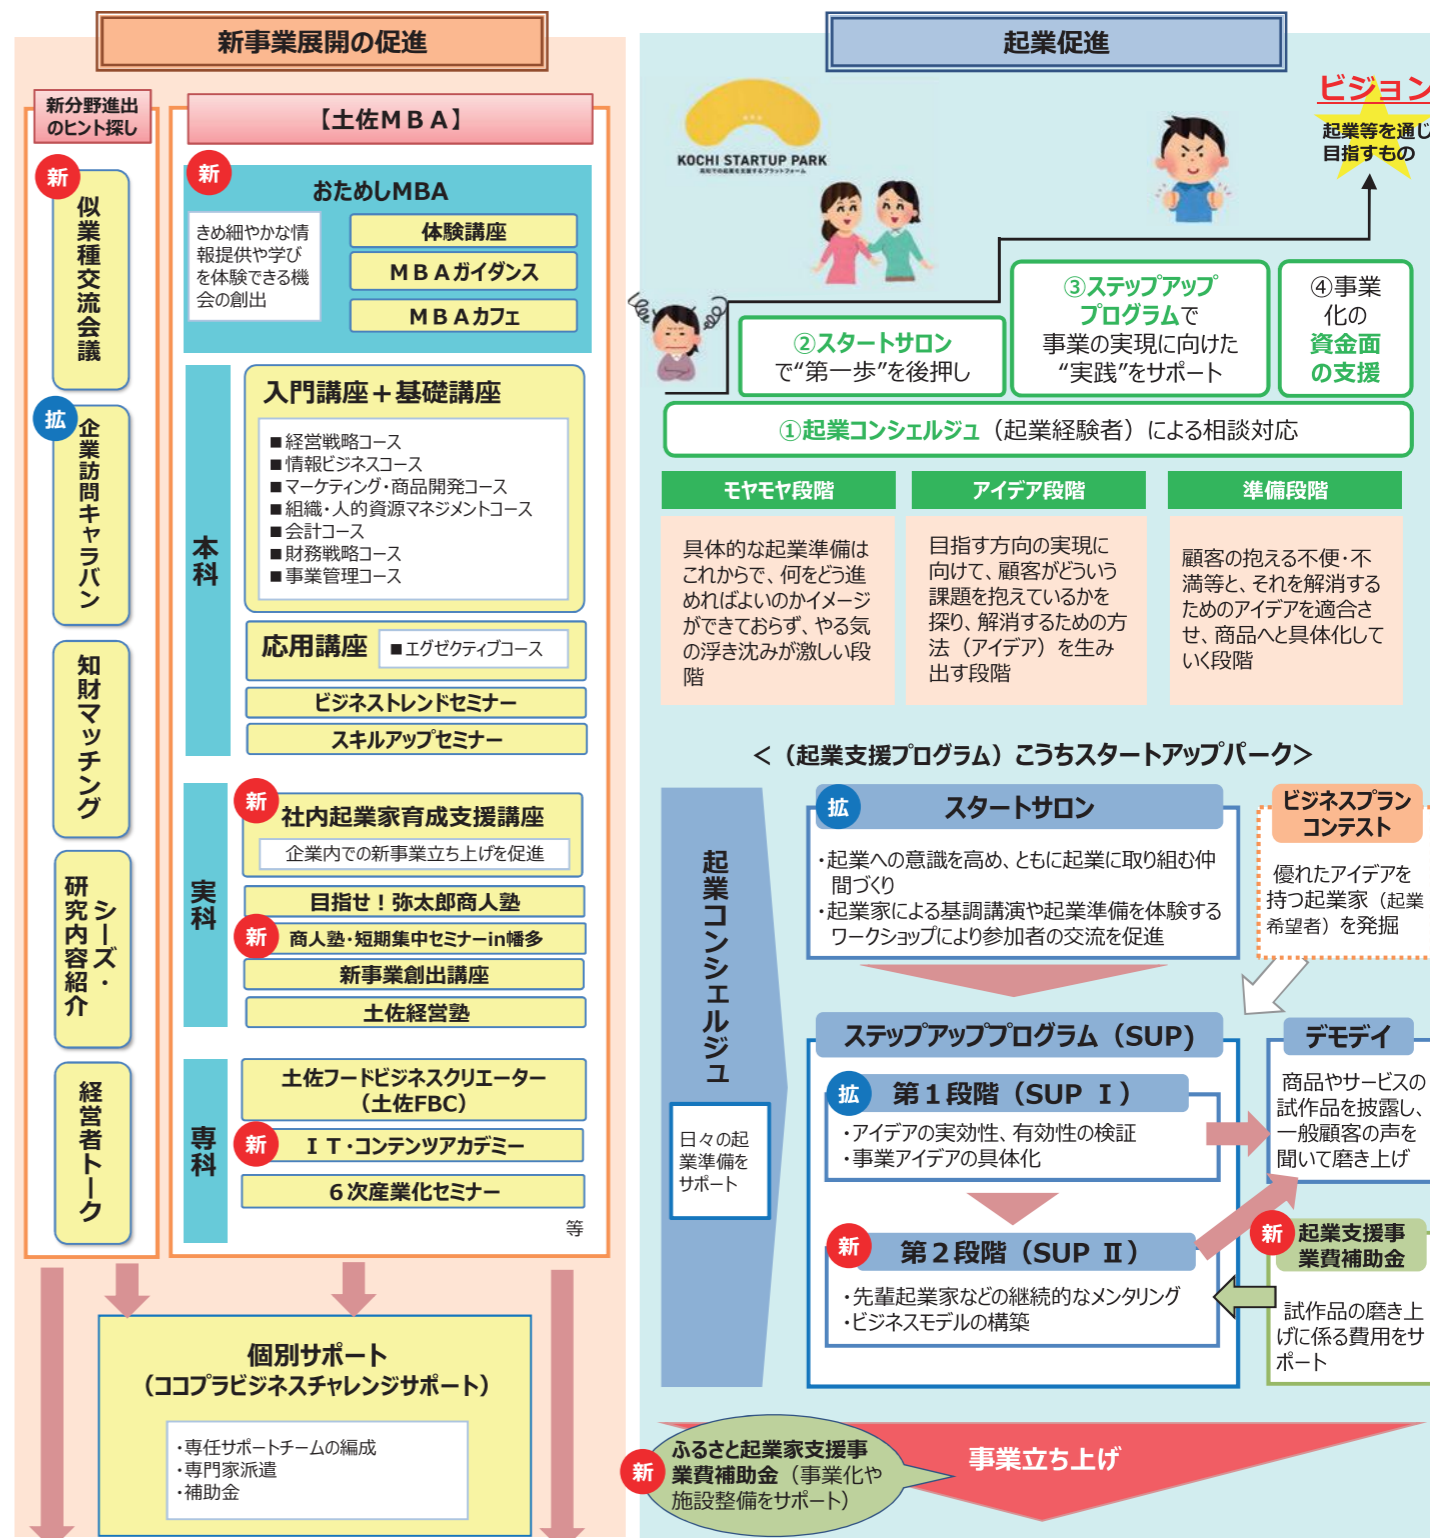 新事業展開の促進
新分野進出
のヒント探し
新
似業種交流会議
拡
企業訪問キャラバン
知財マッチング
シーズ・
研究内容紹介
経営者トーク
【土佐ＭＢＡ】
新
おためしMBA
きめ細やかな情
報提供や学び
を体験できる機
会の創出
体験講座
ＭＢＡガイダンス
ＭＢＡカフェ
本科
入門講座＋基礎講座
■経営戦略コース
■情報ビジネスコース
■マーケティング・商品開発コース
■組織・人的資源マネジメントコース
■会計コース
■財務戦略コース
■事業管理コース
応用講座
■エグゼクティブコース
ビジネストレンドセミナー
スキルアップセミナー
実科
新
社内起業家育成支援講座
企業内での新事業立ち上げを促進
目指せ！弥太郎商人塾
新
商人塾・短期集中セミナーin幡多
新事業創出講座
土佐経営塾
専科
土佐フードビジネスクリエーター
（土佐FBC）
新
ＩＴ・コンテンツアカデミー
６次産業化セミナー
等
個別サポート
（ココプラビジネスチャレンジサポート）
・専任サポートチームの編成
・専門家派遣
・補助金
起業促進
KOCHI STARTUP PARK
高知での起業を支援するプラットフォーム
ビジョン
起業等を通じ
目指すもの
②スタートサロン
で“第一歩”を後押し
③ステップアップ
プログラムで
事業の実現に向けた
“実践”をサポート
④事業
化の
資金面
の支援
①起業コンシェルジュ（起業経験者）による相談対応
モヤモヤ段階
具体的な起業準備は
これからで、何をどう進
めればよいのかイメージ
ができておらず、やる気
の浮き沈みが激しい段
階
アイデア段階
目指す方向の実現に
向けて、顧客がどういう
課題を抱えているかを
探り、解消するための方
法（アイデア）を生み
出す段階
準備段階
顧客の抱える不便・不
満等と、それを解消する
ためのアイデアを適合さ
せ、商品へと具体化して
いく段階
＜（起業支援プログラム）こうちスタートアップパーク＞
起業コンシェルジュ
日々の起
業準備を
サポート
拡
スタートサロン
・起業への意識を高め、ともに起業に取り組む仲
間づくり
・起業家による基調講演や起業準備を体験する
ワークショップにより参加者の交流を促進
ビジネスプラン
コンテスト
優れたアイデアを
持つ起業家（起業
希望者）を発掘
ステップアッププログラム（SUP)
拡
第１段階（SUP Ⅰ）
・アイデアの実効性、有効性の検証
・事業アイデアの具体化
新
第２段階（SUP Ⅱ）
・先輩起業家などの継続的なメンタリング
・ビジネスモデルの構築
デモデイ
商品やサービスの
試作品を披露し、
一般顧客の声を
聞いて磨き上げ
新
起業支援事
業費補助金
試作品の磨き上
げに係る費用をサ
ポート
新
ふるさと起業家支援事
業費補助金（事業化や
施設整備をサポート）
事業立ち上げ